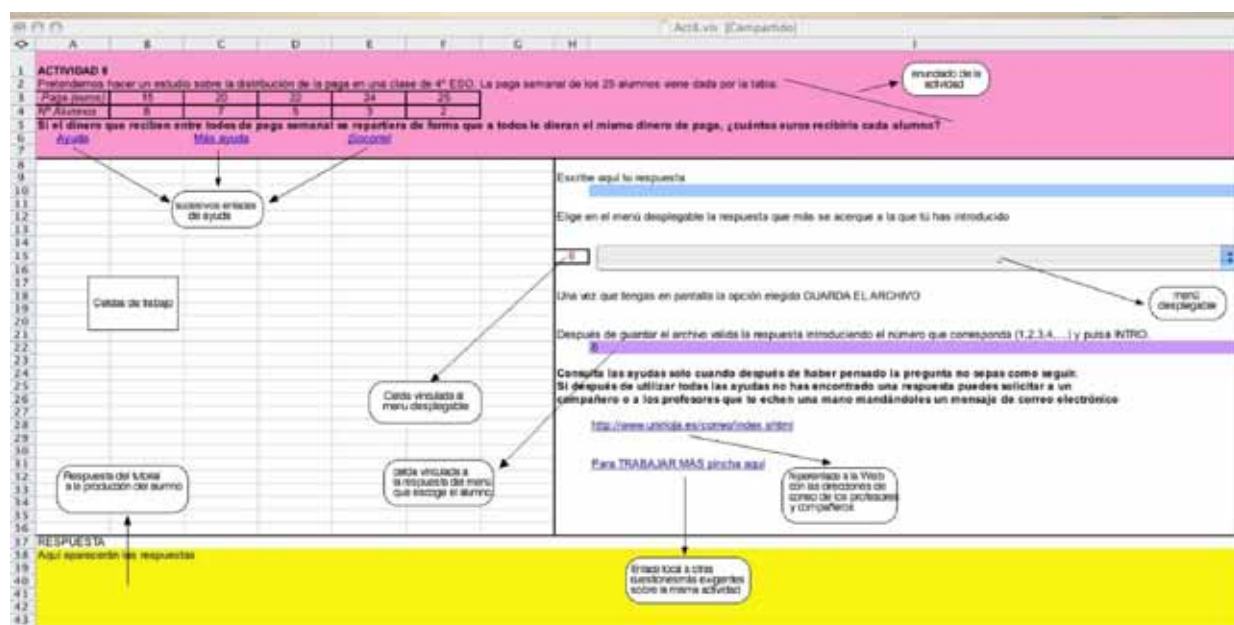 Acti8.xls [Compartido]
A B C D E F G H I
ACTIVIDAD 8
Pretendemos hacer un estudio sobre la distribución de la paga en una clase de 4º ESO. La paga semanal de los 25 alumnos viene dada por la tabla:
enunciado de la
actividad
Paga (euros) 15 20 22 24 25
Nº Alumnos 8 7 5 3 2
Si el dinero que reciben entre todos de paga semanal se repartiera de forma que a todos le dieran el mismo dinero de paga, ¿cuántos euros recibiría cada alumno?
Ayuda Más ayuda ¡Socorro!
sucesivos enlaces
de ayuda
Escribe aquí tu respuesta
Elige en el menú desplegable la respuesta que más se acerque a la que tú has introducido
Celdas de trabajo
menú
desplegable
Una vez que tengas en pantalla la opción elegida GUARDA EL ARCHIVO
Después de guardar el archivo valida la respuesta introduciendo el número que corresponda (1,2,3,4,...) y pulsa INTRO.
Consulta las ayudas solo cuando después de haber pensado la pregunta no sepas como seguir.
Si después de utilizar todas las ayudas no has encontrado una respuesta puedes solicitar a un
compañero o a los profesores que te echen una mano mandándoles un mensaje de correo electrónico
Celda vinculada al
menu desplegable
http://www.unirioja.es/correo/index.shtml
Para TRABAJAR MÁS pincha aquí
Respuesta del tutorial
a la producción del alumno
celda vinculada a
la respuesta del menú
que escoge el alumno
hiperenlace a la Web
con las direcciones de
correo de los profesores
y compañeros
RESPUESTA
Aquí aparecerán las respuestas
Enlace local a otras
cuestiones más exigentes
sobre la misma actividad